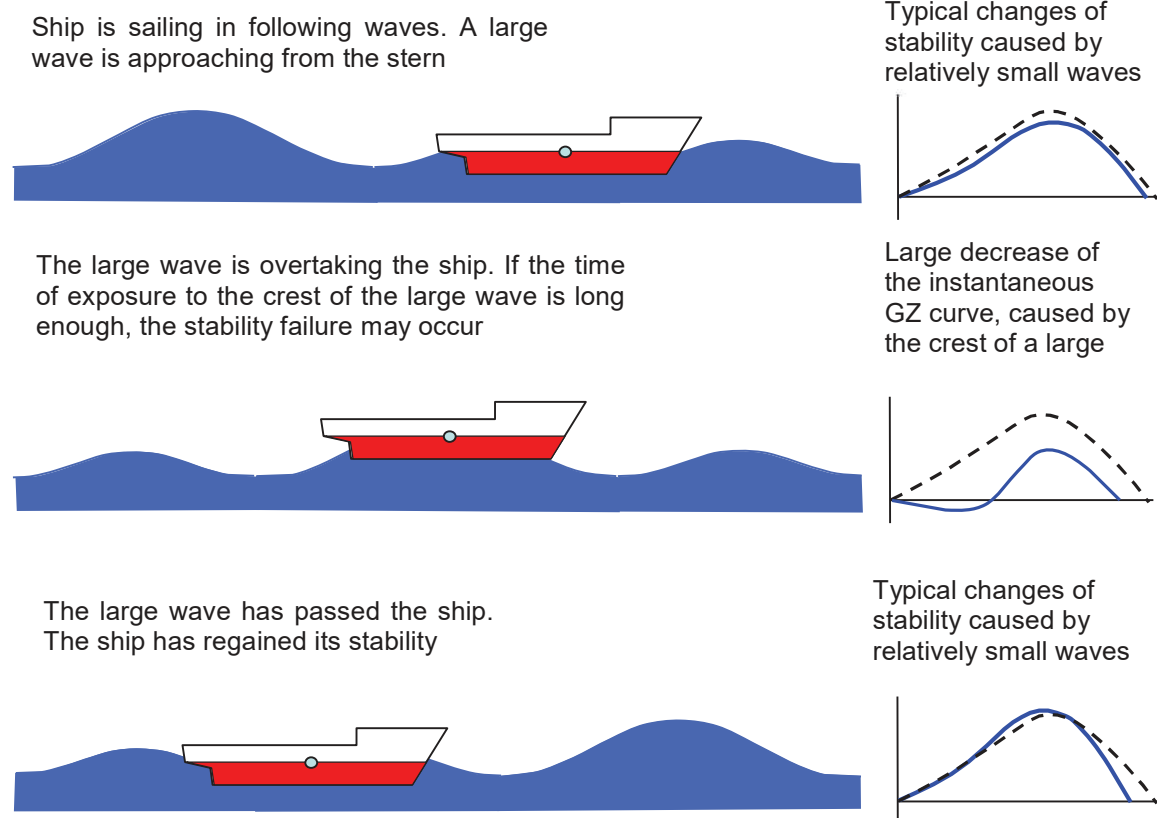 Ship is sailing in following waves. A large
wave is approaching from the stern
Typical changes of
stability caused by
relatively small waves
The large wave is overtaking the ship. If the time
of exposure to the crest of the large wave is long
enough, the stability failure may occur
Large decrease of
the instantaneous
GZ curve, caused by
the crest of a large
The large wave has passed the ship.
The ship has regained its stability
Typical changes of
stability caused by
relatively small waves